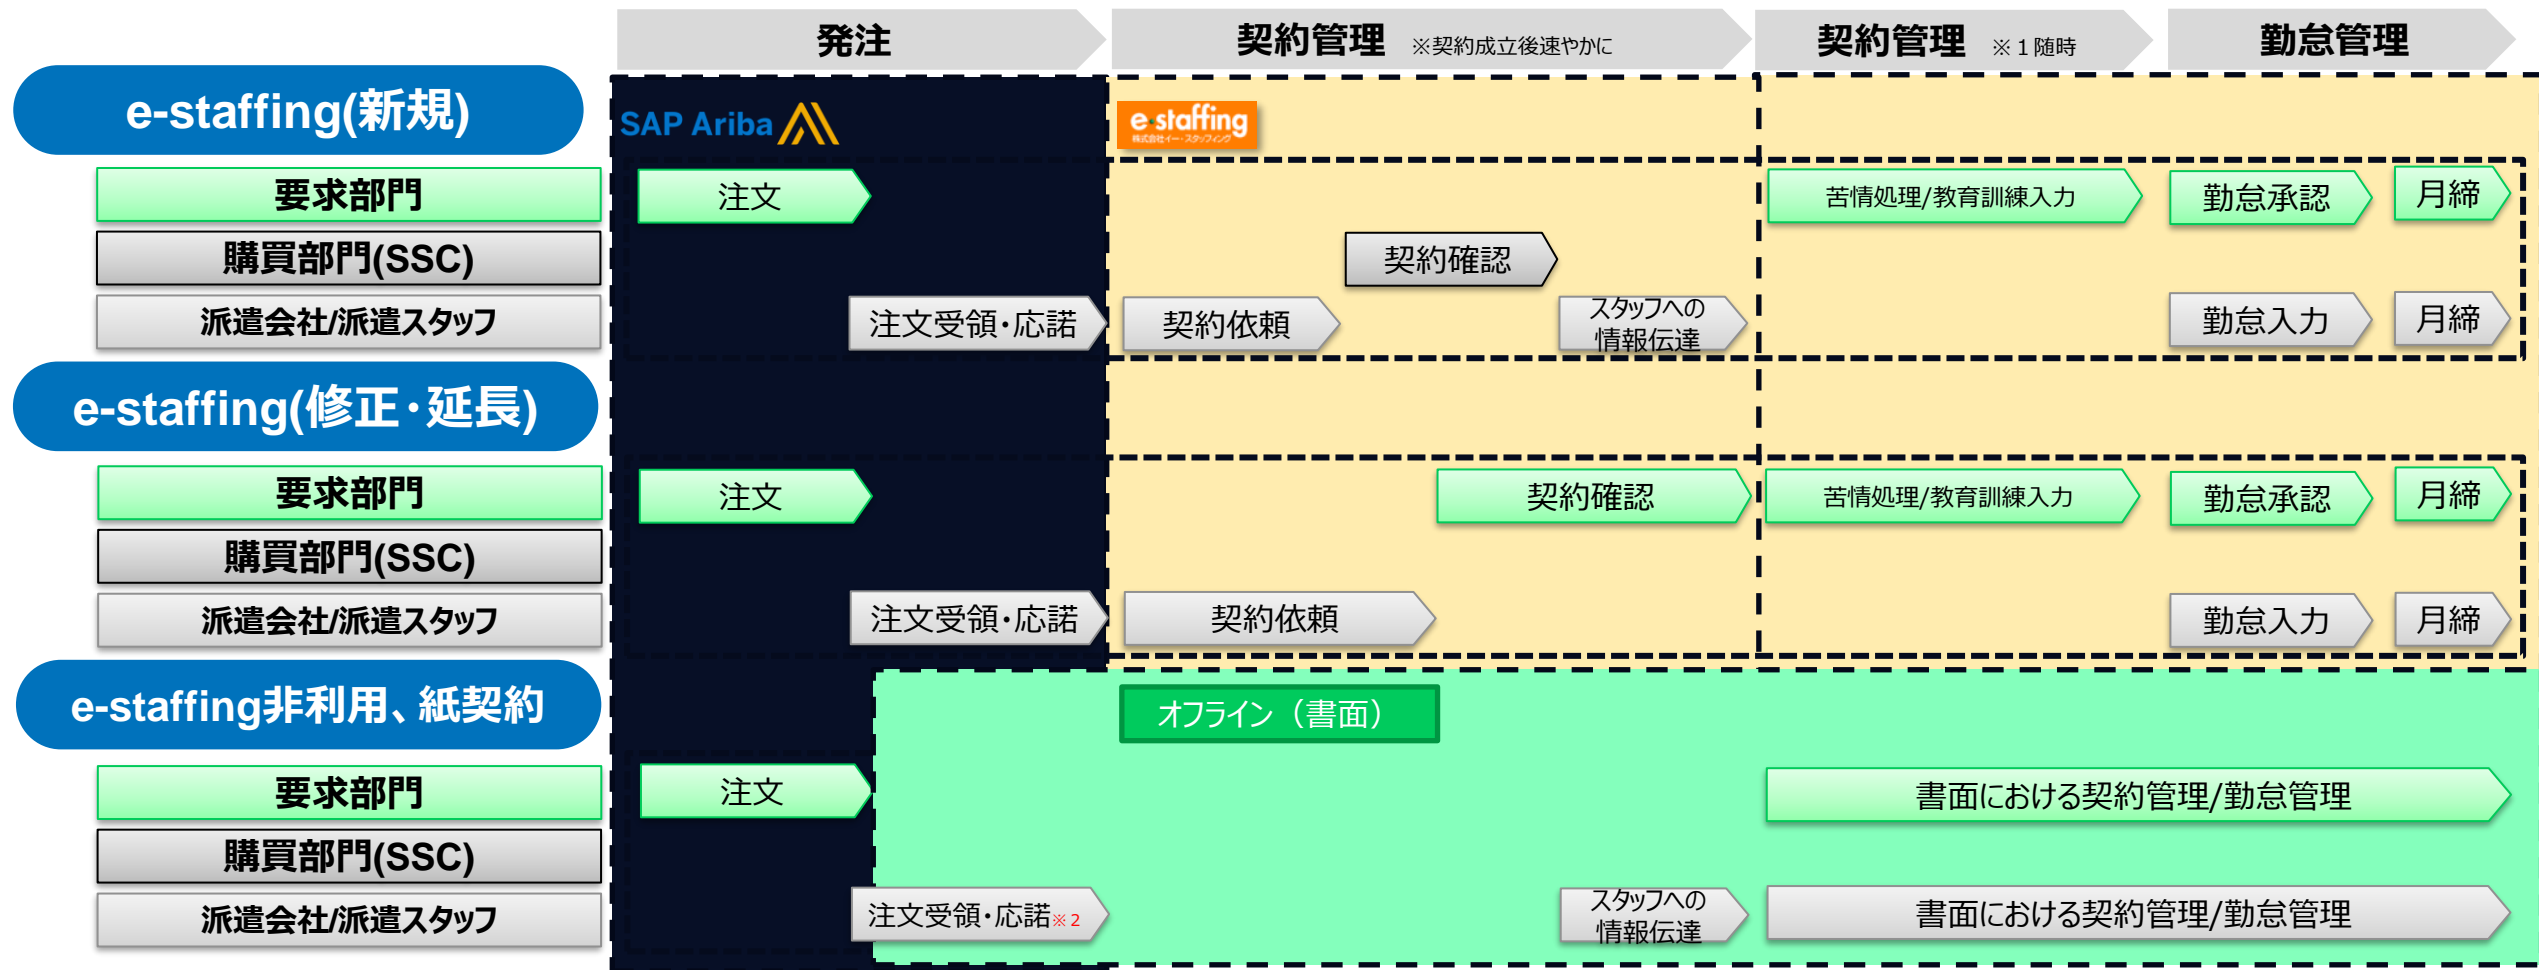 発注
契約管理 ※契約成立後速やかに
契約管理 ※１随時
勤怠管理
e-staffing(新規)
SAP Ariba
e-staffing
株式会社イー・スタッフィング
要求部門
注文
苦情処理/教育訓練入力
勤怠承認
月締
購買部門(SSC)
契約確認
派遣会社/派遣スタッフ
注文受領・応諾
契約依頼
スタッフへの
情報伝達
勤怠入力
月締
e-staffing(修正・延長)
要求部門
注文
契約確認
苦情処理/教育訓練入力
勤怠承認
月締
購買部門(SSC)
派遣会社/派遣スタッフ
注文受領・応諾
契約依頼
勤怠入力
月締
e-staffing非利用、紙契約
オフライン（書面）
要求部門
注文
書面における契約管理/勤怠管理
購買部門(SSC)
派遣会社/派遣スタッフ
注文受領・応諾※２
スタッフへの
情報伝達
書面における契約管理/勤怠管理